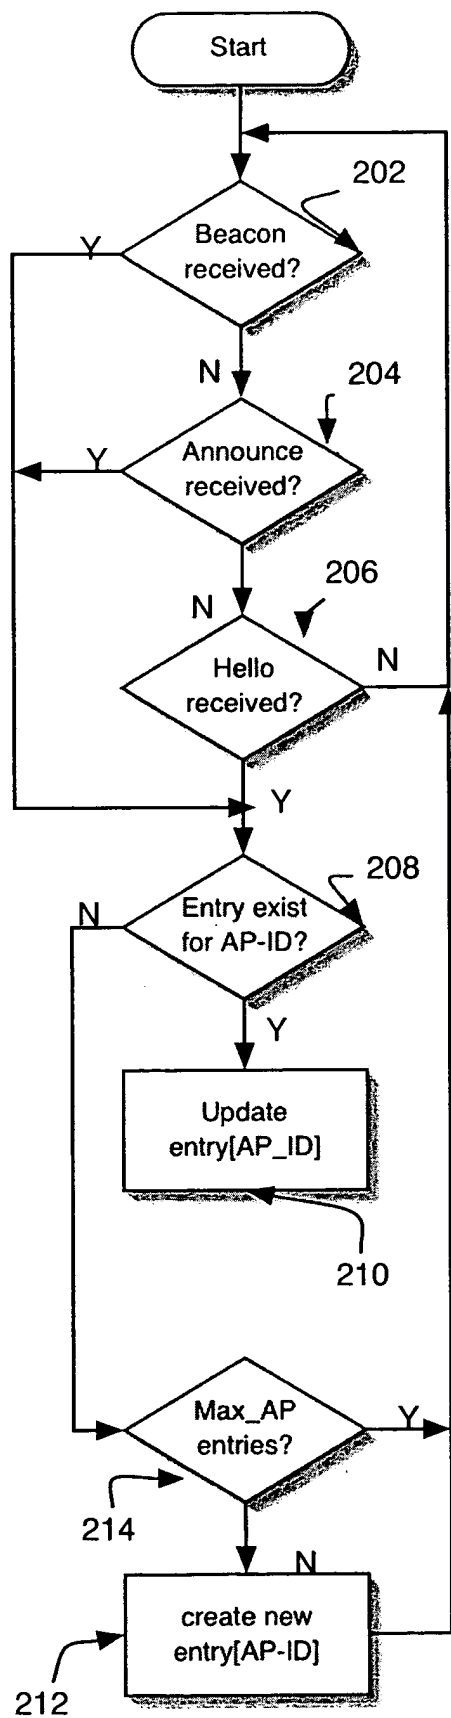 Start
202
Beacon
received?
Y
N
204
Announce
received?
Y
N
206
Hello
received?
N
Y
208
Entry exist
for AP-ID?
N
Y
Update
entry[AP_ID]
210
Max_AP
entries?
Y
214
N
create new
entry[AP-ID]
212